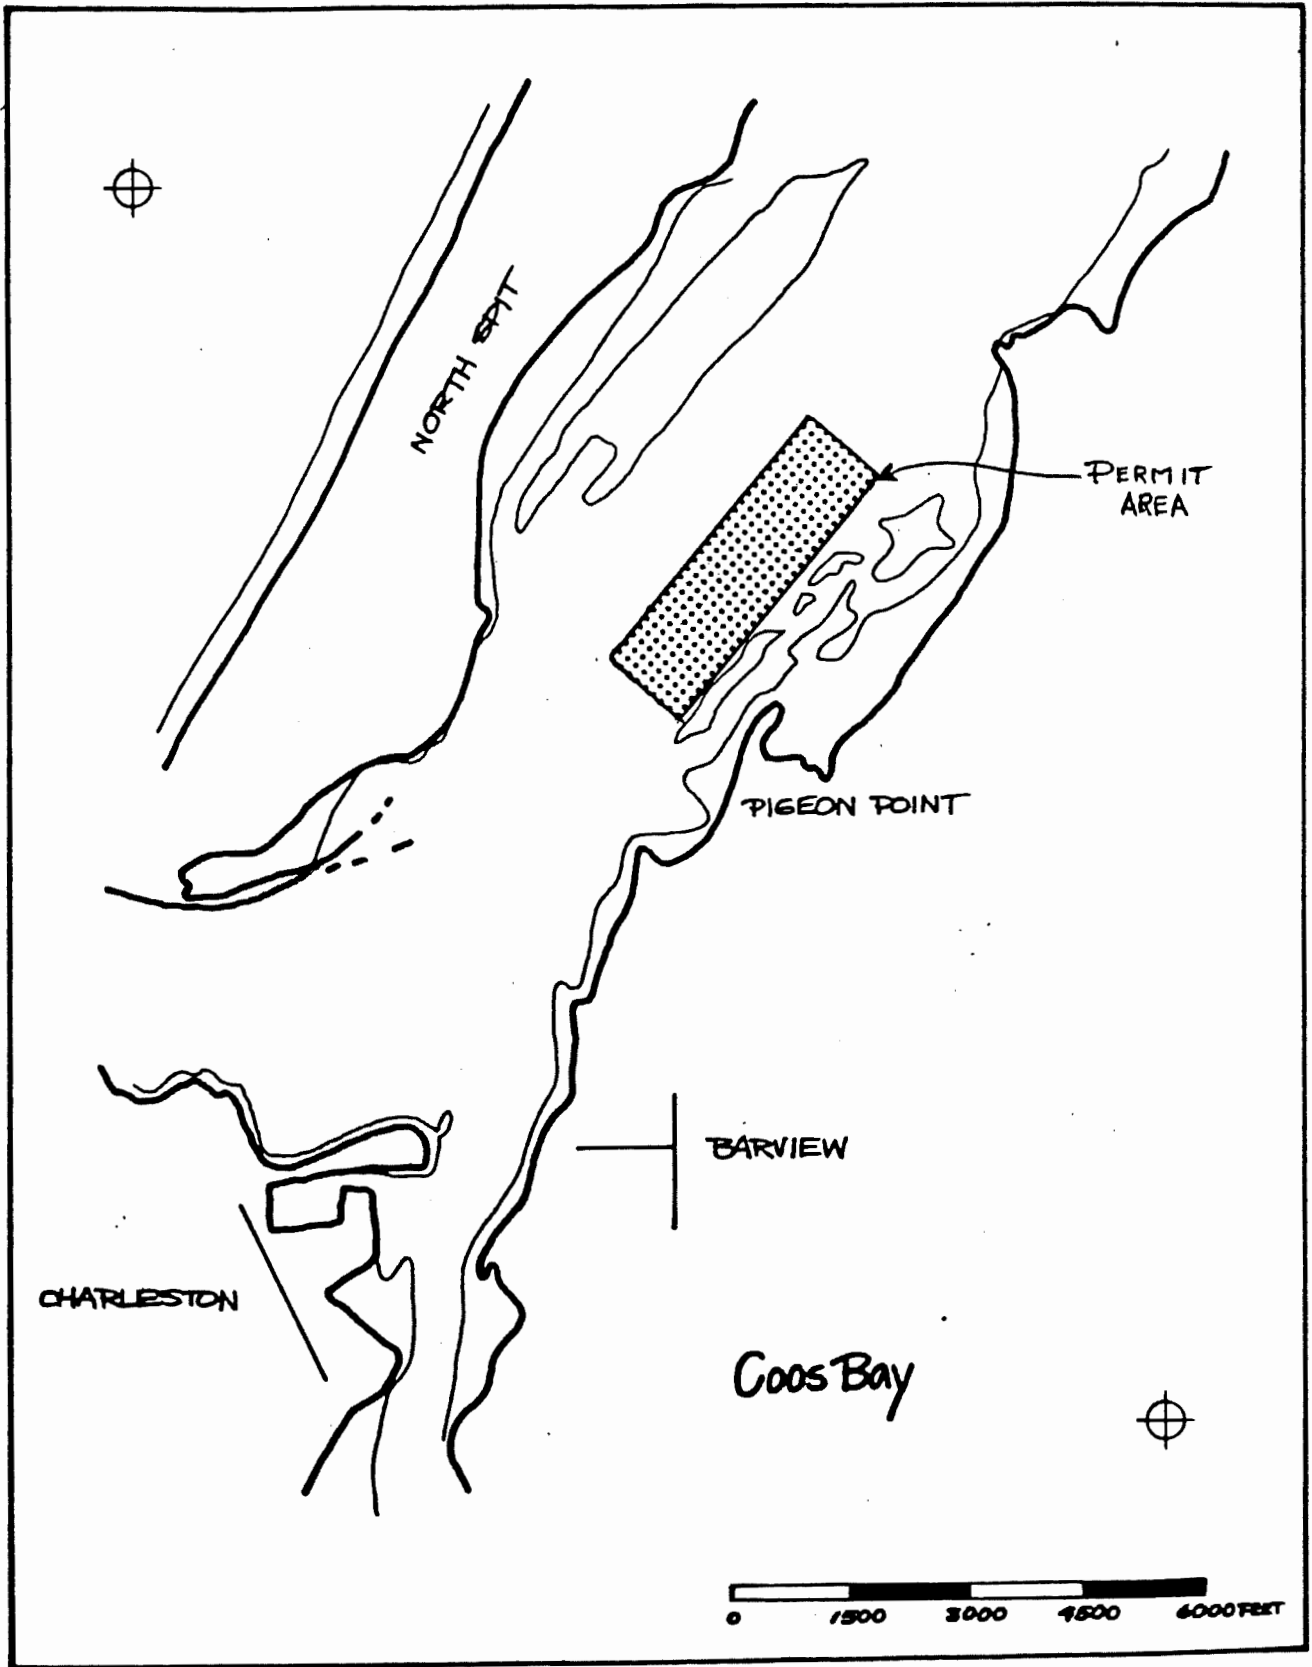 NORTH SPIT
PERMIT
AREA
PIGEON POINT
BARVIEW
CHARLESTON
Coos Bay
0 1500 3000 4500 6000 FEET